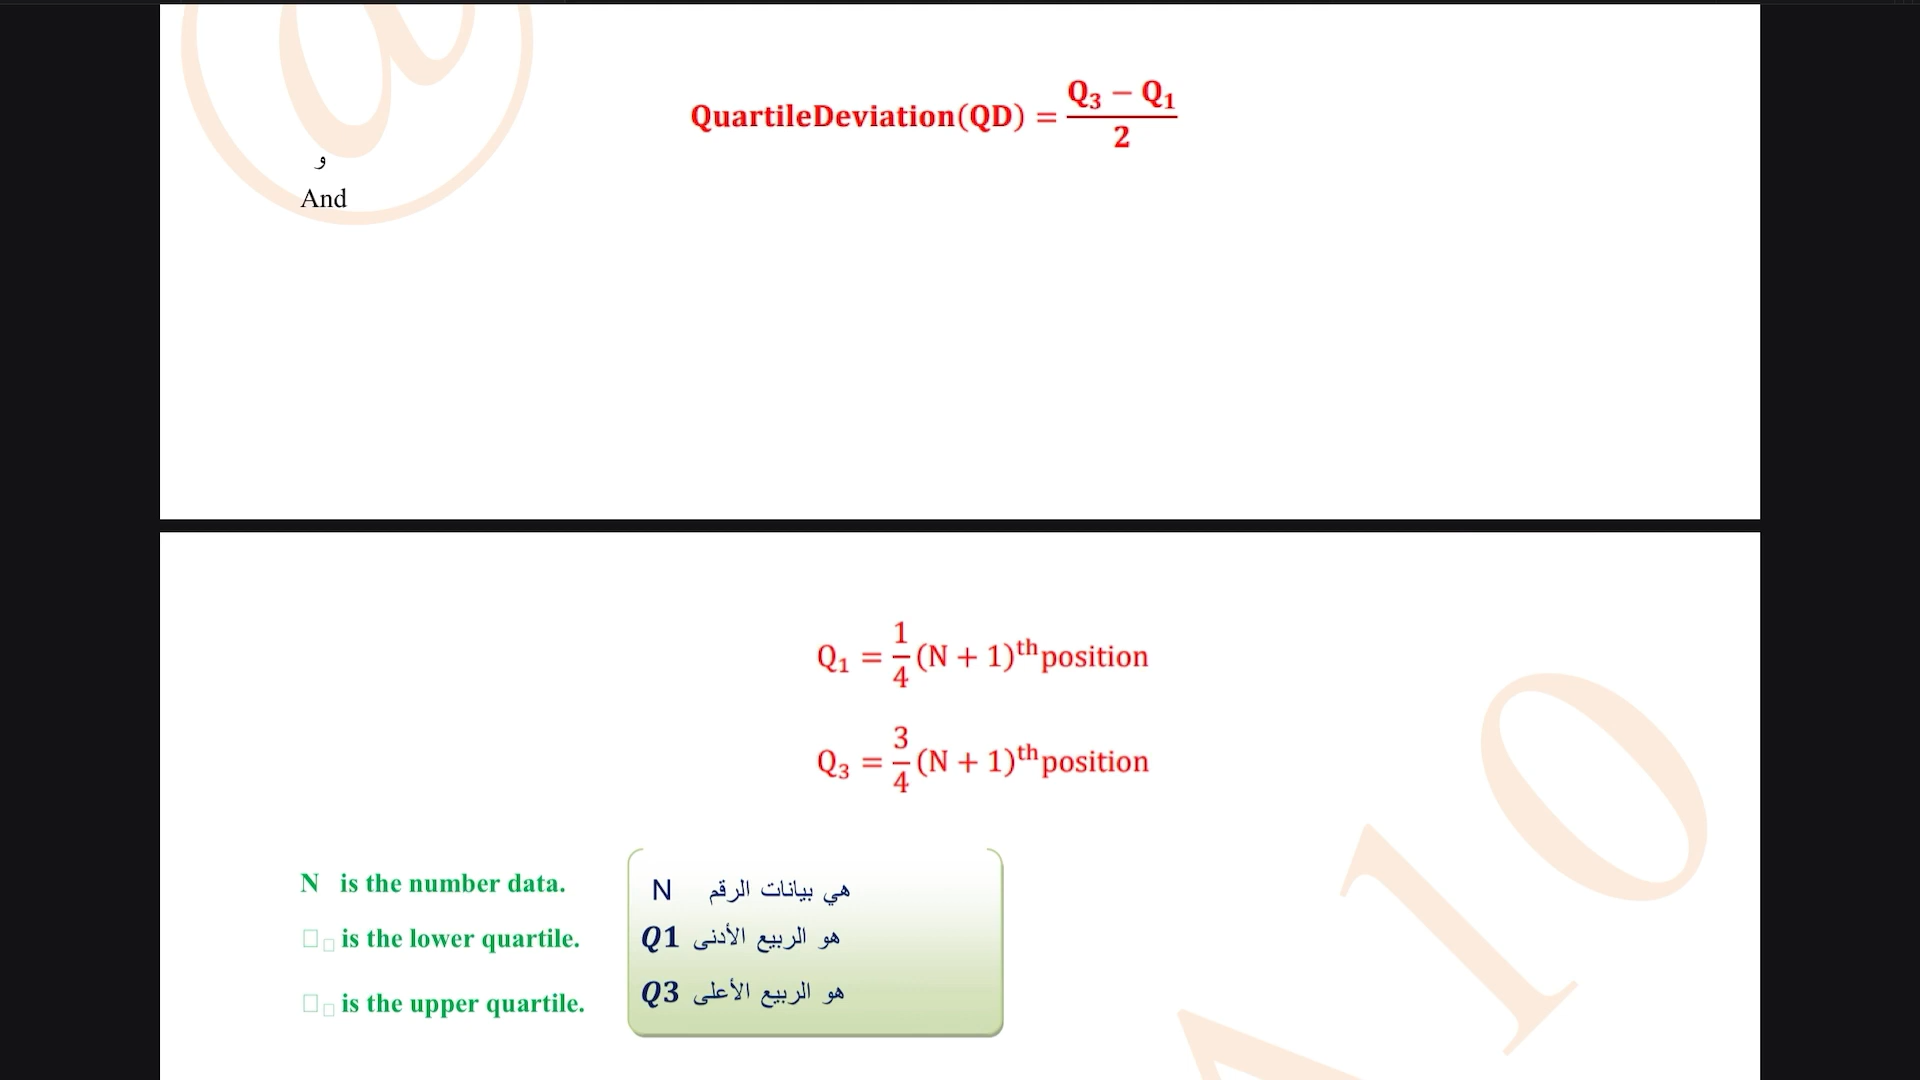 QuartileDeviation(QD) = Q₃ − Q₁ / 2
و
And
Q₁ = 1/4 (N + 1)ᵗʰposition
Q₃ = 3/4 (N + 1)ᵗʰposition
N is the number data.
□□ is the lower quartile.
□□ is the upper quartile.
N هي بيانات الرقم
Q1 هو الربيع الأدنى
Q3 هو الربيع الأعلى
@
A10